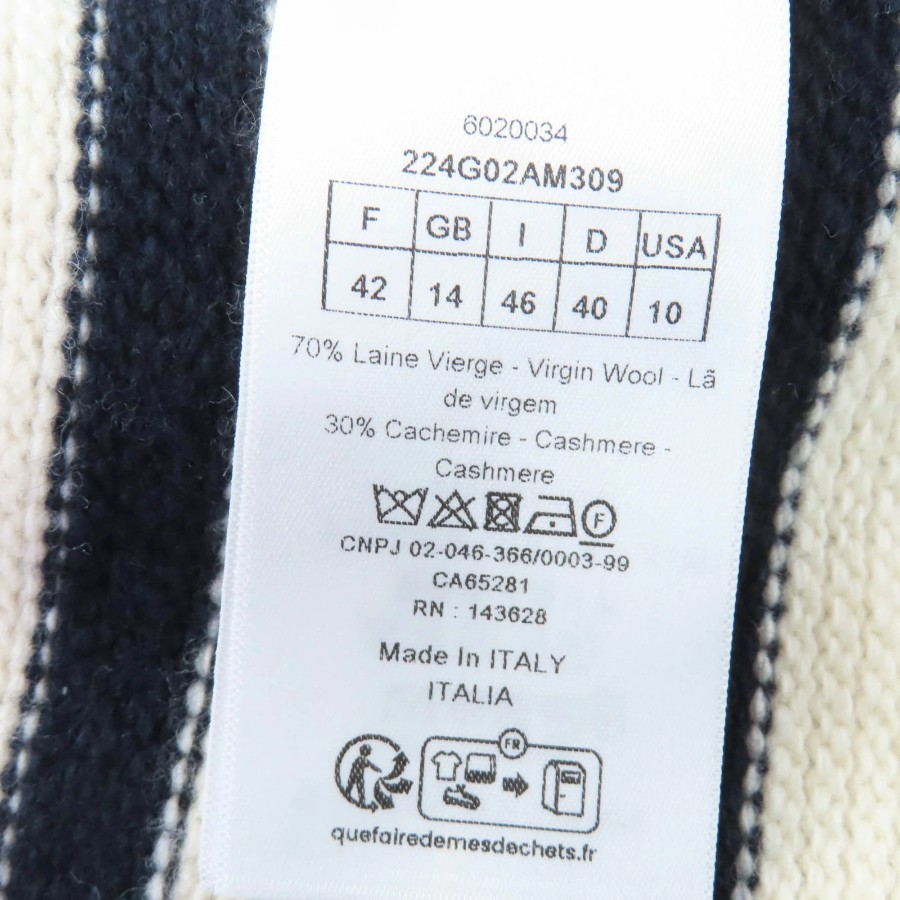 6020034
224G02AM309
F GB I D USA
42 14 46 40 10
70% Laine Vierge - Virgin Wool - Lã
de virgem
30% Cachemire - Cashmere -
Cashmere
F
CNPJ 02-046-366/0003-99
CA65281
RN : 143628
Made In ITALY
ITALIA
FR
quefairedemesdechets.fr